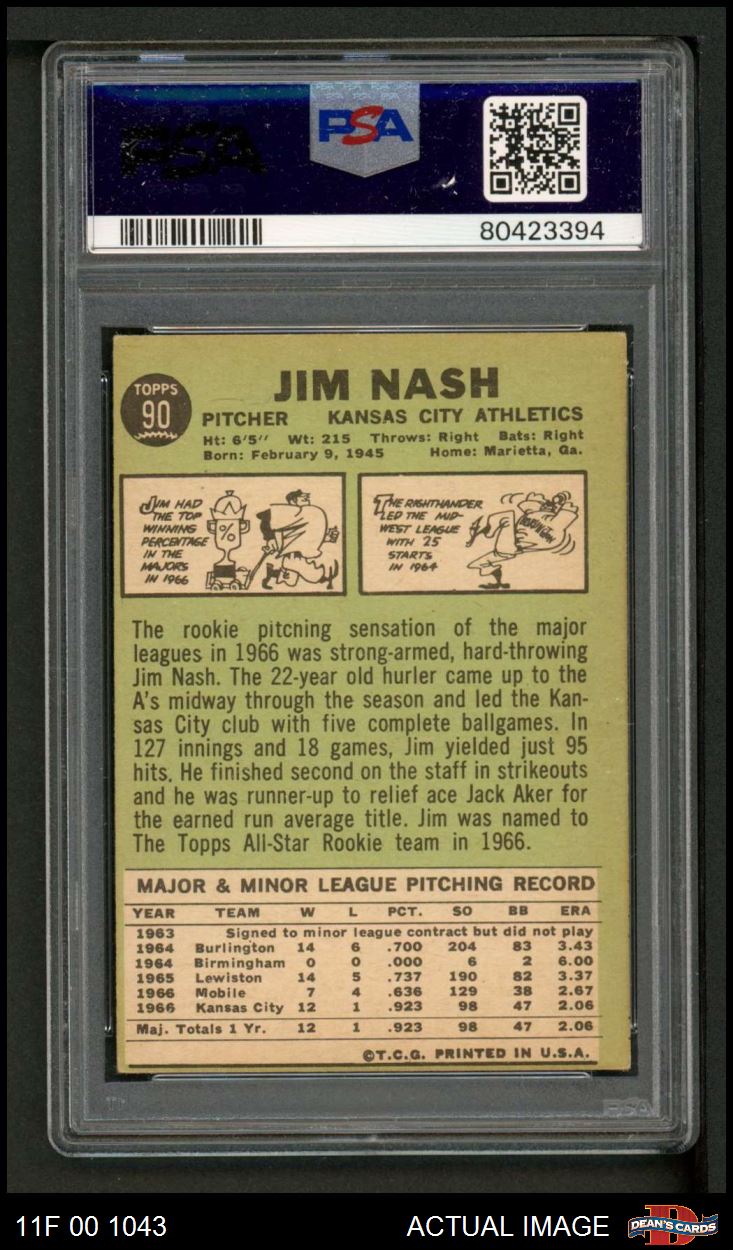 PSA
PSA
80423394
TOPPS
90
JIM NASH
PITCHER KANSAS CITY ATHLETICS
Ht: 6'5" Wt: 215 Throws: Right Bats: Right
Born: February 9, 1945 Home: Marietta, Ga.
JIM HAD
THE TOP
WINNING
PERCENTAGE
IN THE
MAJORS
IN 1966
%
THE RIGHTHANDER
LED THE MID-
WEST LEAGUE
WITH 25
STARTS
IN 1964
The rookie pitching sensation of the major
leagues in 1966 was strong-armed, hard-throwing
Jim Nash. The 22-year old hurler came up to the
A's midway through the season and led the Kan-
sas City club with five complete ballgames. In
127 innings and 18 games, Jim yielded just 95
hits. He finished second on the staff in strikeouts
and he was runner-up to relief ace Jack Aker for
the earned run average title. Jim was named to
The Topps All-Star Rookie team in 1966.
MAJOR & MINOR LEAGUE PITCHING RECORD
YEAR TEAM W L PCT. SO BB ERA
1963 Signed to minor league contract but did not play
1964 Burlington 14 6 .700 204 83 3.43
1964 Birmingham 0 0 .000 6 2 6.00
1965 Lewiston 14 5 .737 190 82 3.37
1966 Mobile 7 4 .636 129 38 2.67
1966 Kansas City 12 1 .923 98 47 2.06
Maj. Totals 1 Yr. 12 1 .923 98 47 2.06
©T.C.G. PRINTED IN U.S.A.
PSA
11F 00 1043 ACTUAL IMAGE DEAN'S CARDS